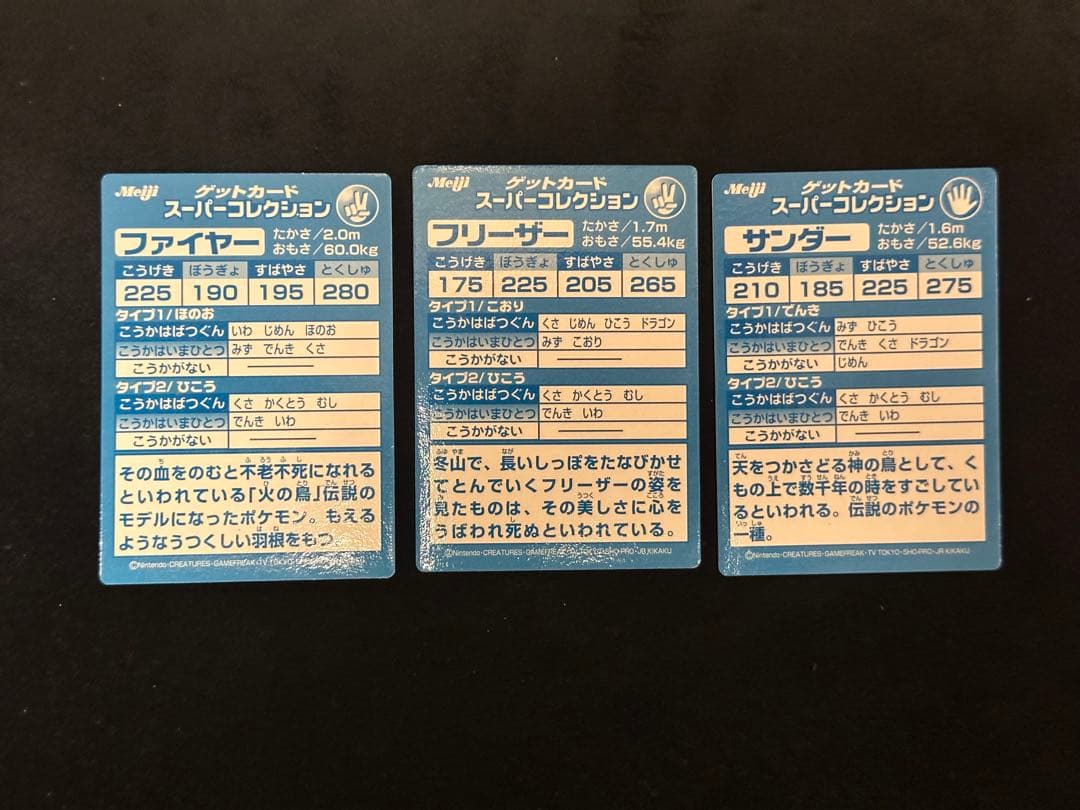 Meiji
ゲットカード
スーパーコレクション
ファイヤー
たかさ/2.0m
おもさ/60.0kg
こうげき ぼうぎょ すばやさ とくしゅ
225 190 195 280
タイプ1/ほのお
こうかはばつぐん いわ じめん ほのお
こうかはいまひとつ みず でんき くさ
こうかがない ―
タイプ2/ひこう
こうかはばつぐん くさ かくとう むし
こうかはいまひとつ でんき いわ
こうかがない ―
その血をのむと不老不死になれる
といわれている「火の鳥」伝説の
モデルになったポケモン。もえる
ようなうつくしい羽根をもつ。
©Nintendo・CREATURES・GAMEFREAK・TV TOKYO・SHO-PRO・JR KIKAKU
Meiji
ゲットカード
スーパーコレクション
フリーザー
たかさ/1.7m
おもさ/55.4kg
こうげき ぼうぎょ すばやさ とくしゅ
175 225 205 265
タイプ1/こおり
こうかはばつぐん くさ じめん ひこう ドラゴン
こうかはいまひとつ みず こおり
こうかがない ―
タイプ2/ひこう
こうかはばつぐん くさ かくとう むし
こうかはいまひとつ でんき いわ
こうかがない ―
冬山で、長いしっぽをたなびかせ
てとんでいくフリーザーの姿を
見たものは、その美しさに心を
うばわれ死ぬといわれている。
©Nintendo・CREATURES・GAMEFREAK・TV TOKYO・SHO-PRO・JR KIKAKU
Meiji
ゲットカード
スーパーコレクション
サンダー
たかさ/1.6m
おもさ/52.6kg
こうげき ぼうぎょ すばやさ とくしゅ
210 185 225 275
タイプ1/でんき
こうかはばつぐん みず ひこう
こうかはいまひとつ でんき くさ ドラゴン
こうかがない じめん
タイプ2/ひこう
こうかはばつぐん くさ かくとう むし
こうかはいまひとつ でんき いわ
こうかがない ―
天をつかさどる神の鳥として、く
もの上で数千年の時をすごしてい
るといわれる。伝説のポケモンの
一種。
©Nintendo・CREATURES・GAMEFREAK・TV TOKYO・SHO-PRO・JR KIKAKU